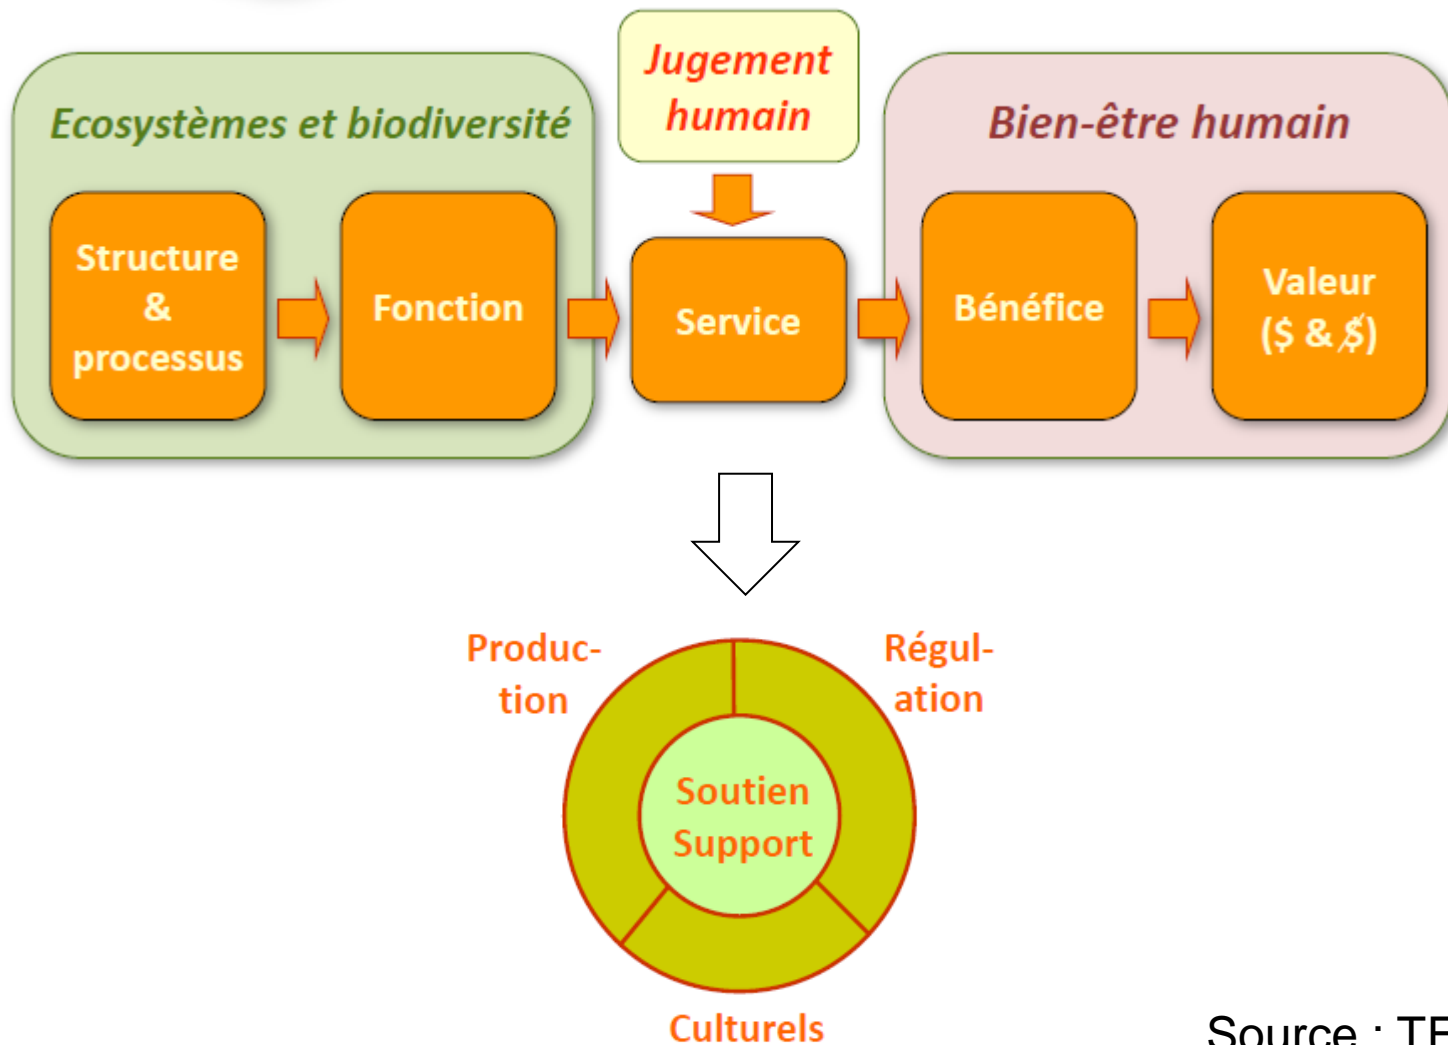 Jugement
humain
Ecosystèmes et biodiversité
Bien-être humain
Structure
&
processus
Fonction
Service
Bénéfice
Valeur
($ & $)
Produc-
tion
Régul-
ation
Soutien
Support
Culturels
Source :